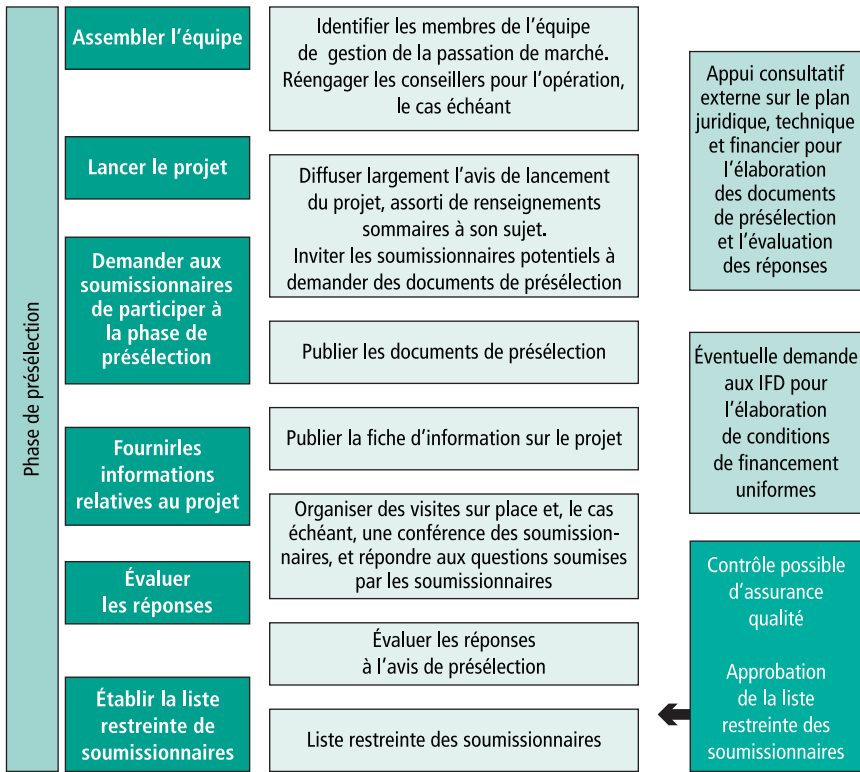 Phase de présélection
Assembler l’équipe
Lancer le projet
Demander aux
soumissionnaires
de participer à
la phase de
présélection
Fournirles
informations
relatives au projet
Évaluer
les réponses
Établir la liste
restreinte de
soumissionnaires
Identifier les membres de l’équipe
de gestion de la passation de marché.
Réengager les conseillers pour l’opération,
le cas échéant
Diffuser largement l’avis de lancement
du projet, assorti de renseignements
sommaires à son sujet.
Inviter les soumissionnaires potentiels à
demander des documents de présélection
Publier les documents de présélection
Publier la fiche d’information sur le projet
Organiser des visites sur place et, le cas
échéant, une conférence des soumission-
naires, et répondre aux questions soumises
par les soumissionnaires
Évaluer les réponses
à l’avis de présélection
Liste restreinte des soumissionnaires
Appui consultatif
externe sur le plan
juridique, technique
et financier pour
l’élaboration
des documents
de présélection
et l’évaluation
des réponses
Éventuelle demande
aux IFD pour
l’élaboration
de conditions
de financement
uniformes
Contrôle possible
d’assurance
qualité
Approbation
de la liste
restreinte des
soumissionnaires